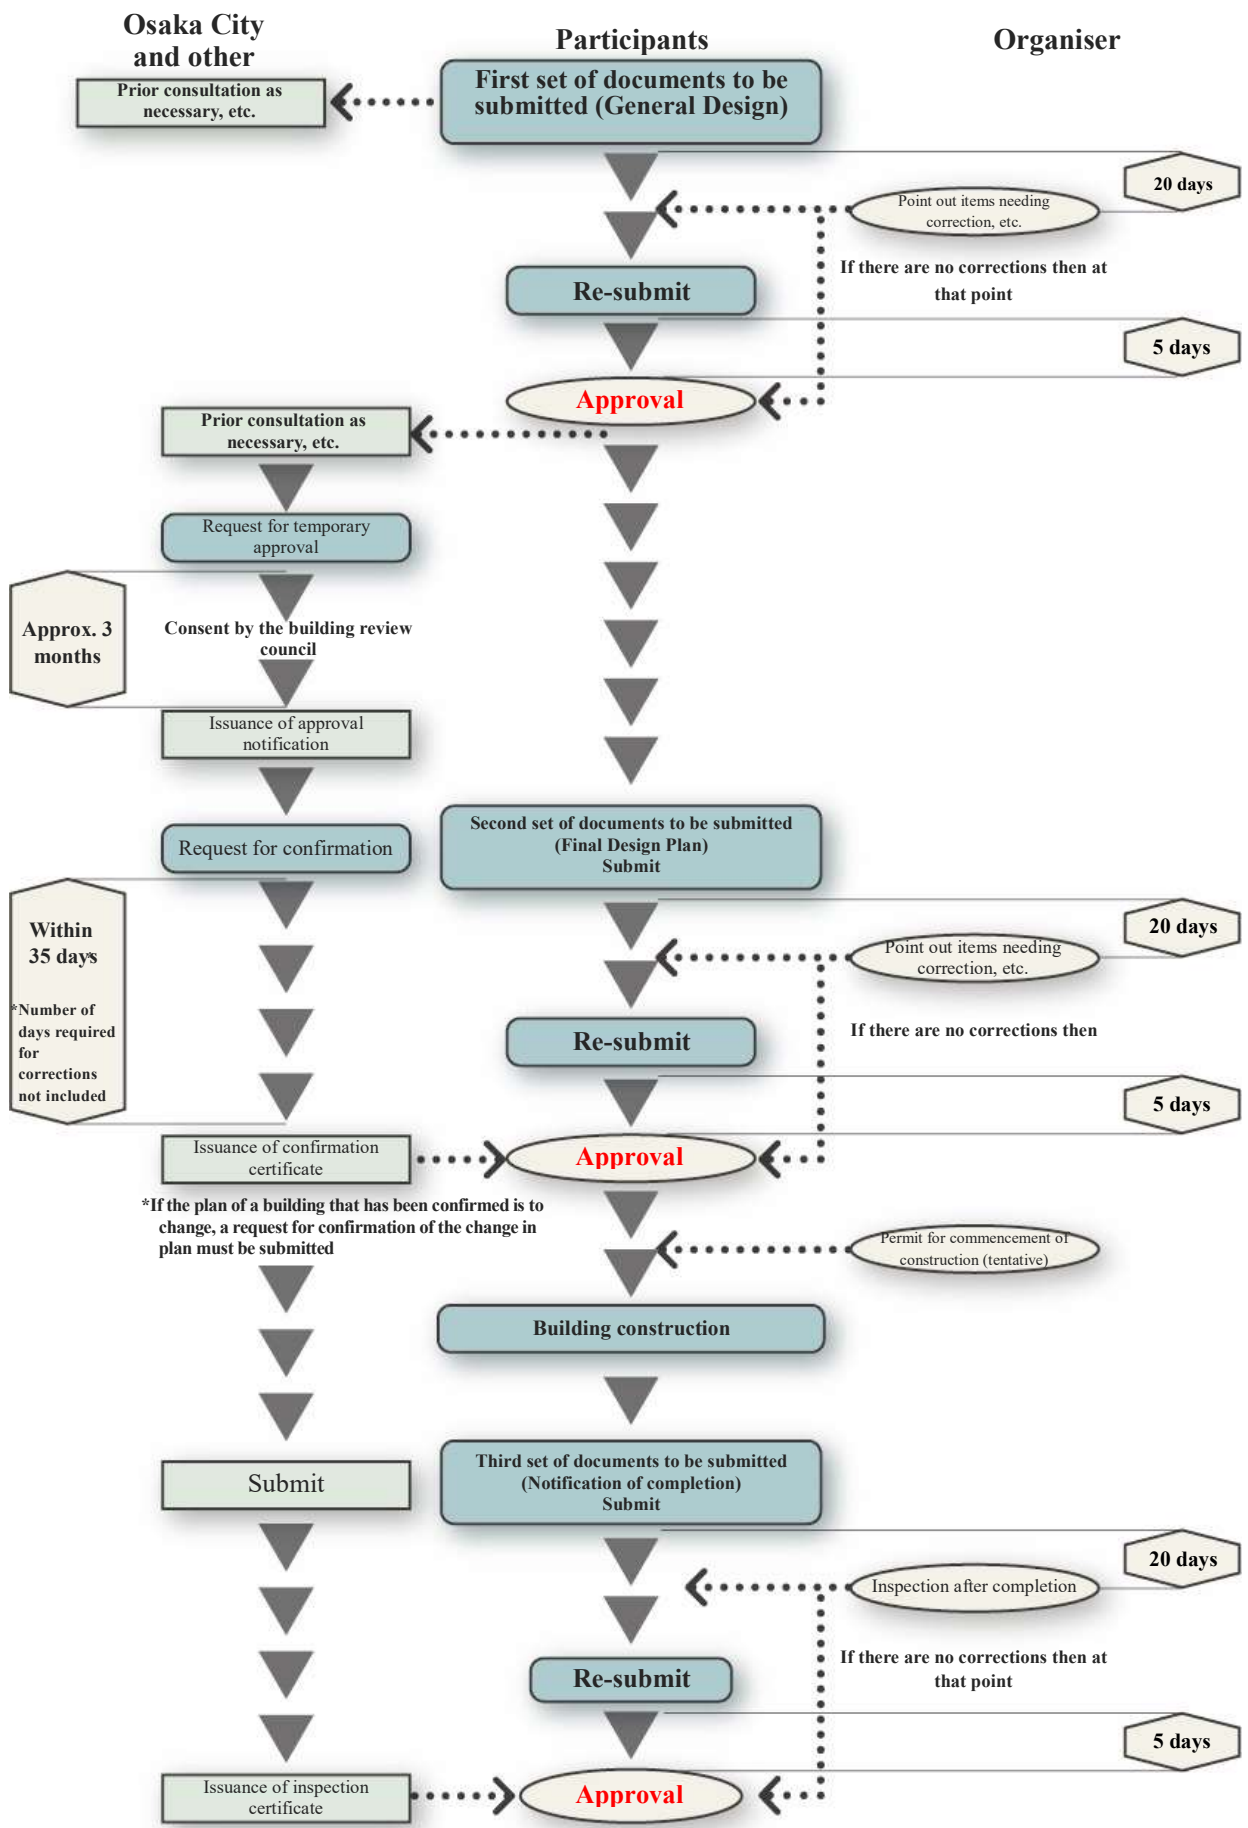 Osaka City
and other
Participants
Organiser
Prior consultation as
necessary, etc.
First set of documents to be
submitted (General Design)
20 days
Point out items needing
correction, etc.
If there are no corrections then at
that point
Re-submit
5 days
Approval
Prior consultation as
necessary, etc.
Request for temporary
approval
Approx. 3
months
Consent by the building review
council
Issuance of approval
notification
Request for confirmation
Second set of documents to be submitted
(Final Design Plan)
Submit
Within
35 days
*Number of
days required
for
corrections
not included
20 days
Point out items needing
correction, etc.
If there are no corrections then
Re-submit
5 days
Issuance of confirmation
certificate
Approval
*If the plan of a building that has been confirmed is to
change, a request for confirmation of the change in
plan must be submitted
Permit for commencement of
construction (tentative)
Building construction
Submit
Third set of documents to be submitted
(Notification of completion)
Submit
20 days
Inspection after completion
If there are no corrections then at
that point
Re-submit
5 days
Issuance of inspection
certificate
Approval